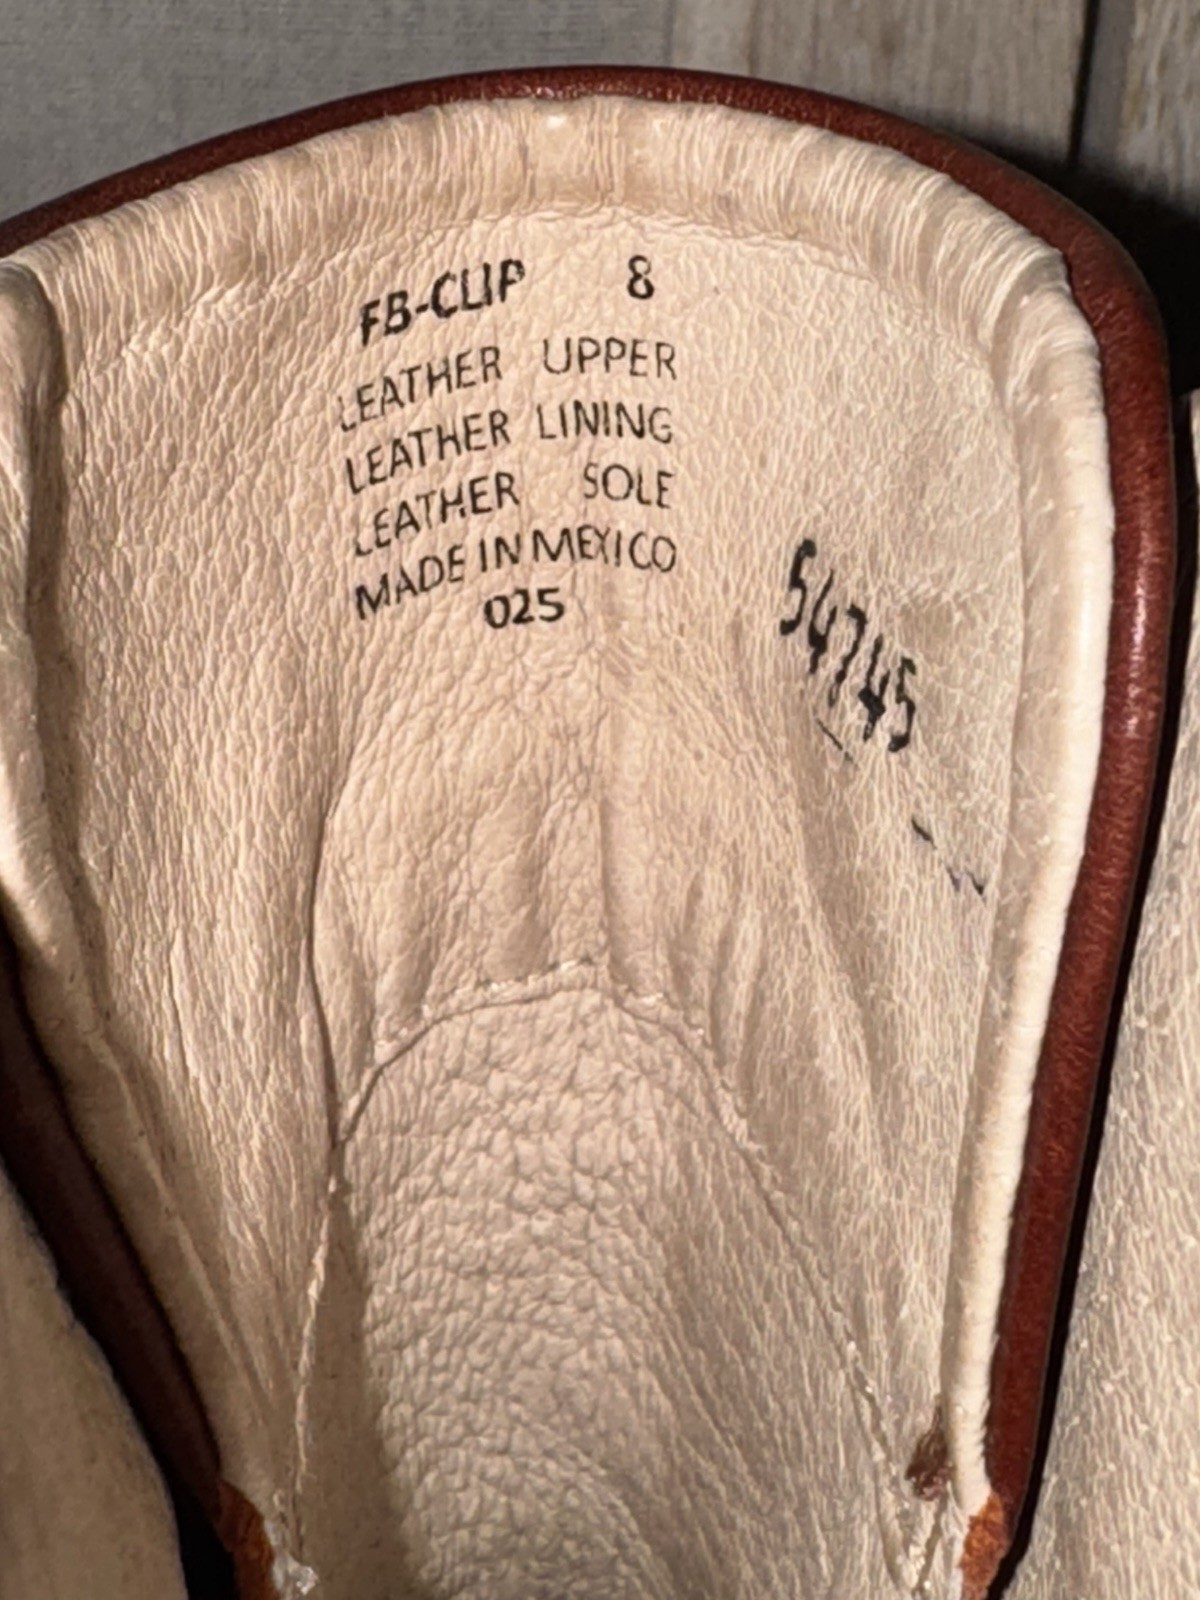 FB-CLIP 8
LEATHER UPPER
LEATHER LINING
LEATHER SOLE
MADE IN MEXICO
025
54745